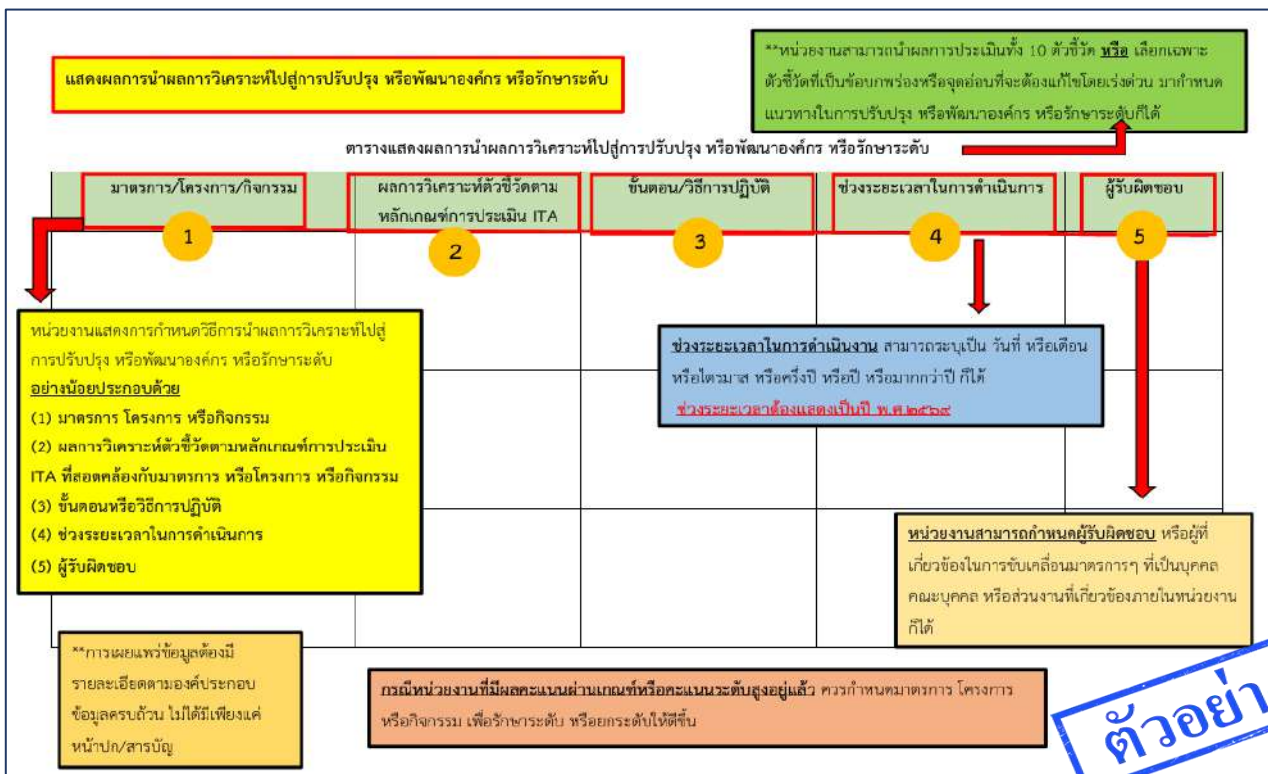 แสดงผลการนำผลการวิเคราะห์ไปสู่การปรับปรุง หรือพัฒนาองค์กร หรือรักษาระดับ
**หน่วยงานสามารถนำผลการประเมินทั้ง 10 ตัวชี้วัด หรือ เลือกเฉพาะ
ตัวชี้วัดที่เป็นข้อบกพร่องหรือจุดอ่อนที่จะต้องแก้ไขโดยเร่งด่วน มากำหนด
แนวทางในการปรับปรุง หรือพัฒนาองค์กร หรือรักษาระดับก็ได้
ตารางแสดงผลการนำผลการวิเคราะห์ไปสู่การปรับปรุง หรือพัฒนาองค์กร หรือรักษาระดับ
มาตรการ/โครงการ/กิจกรรม
1
ผลการวิเคราะห์ตัวชี้วัดตาม
หลักเกณฑ์การประเมิน ITA
2
ขั้นตอน/วิธีการปฏิบัติ
3
ช่วงระยะเวลาในการดำเนินการ
4
ผู้รับผิดชอบ
5
หน่วยงานแสดงการกำหนดวิธีการนำผลการวิเคราะห์ไปสู่
การปรับปรุง หรือพัฒนาองค์กร หรือรักษาระดับ
อย่างน้อยประกอบด้วย
(1) มาตรการ โครงการ หรือกิจกรรม
(2) ผลการวิเคราะห์ตัวชี้วัดตามหลักเกณฑ์การประเมิน
ITA ที่สอดคล้องกับมาตรการ หรือโครงการ หรือกิจกรรม
(3) ขั้นตอนหรือวิธีการปฏิบัติ
(4) ช่วงระยะเวลาในการดำเนินการ
(5) ผู้รับผิดชอบ
ช่วงระยะเวลาในการดำเนินงาน สามารถระบุเป็น วันที่ หรือเดือน
หรือไตรมาส หรือครึ่งปี หรือปี หรือมากกว่าปี ก็ได้
ช่วงระยะเวลาต้องแสดงเป็นปี พ.ศ.๒๕๖๙
หน่วยงานสามารถกำหนดผู้รับผิดชอบ หรือผู้ที่
เกี่ยวข้องในการขับเคลื่อนมาตรการๆ ที่เป็นบุคคล
คณะบุคคล หรือส่วนงานที่เกี่ยวข้องภายในหน่วยงาน
ก็ได้
**การเผยแพร่ข้อมูลต้องมี
รายละเอียดตามองค์ประกอบ
ข้อมูลครบถ้วน ไม่ได้มีเพียงแค่
หน้าปก/สารบัญ
กรณีหน่วยงานที่มีผลคะแนนผ่านเกณฑ์หรือคะแนนระดับสูงอยู่แล้ว ควรกำหนดมาตรการ โครงการ
หรือกิจกรรม เพื่อรักษาระดับ หรือยกระดับให้ดีขึ้น
ตัวอย่า